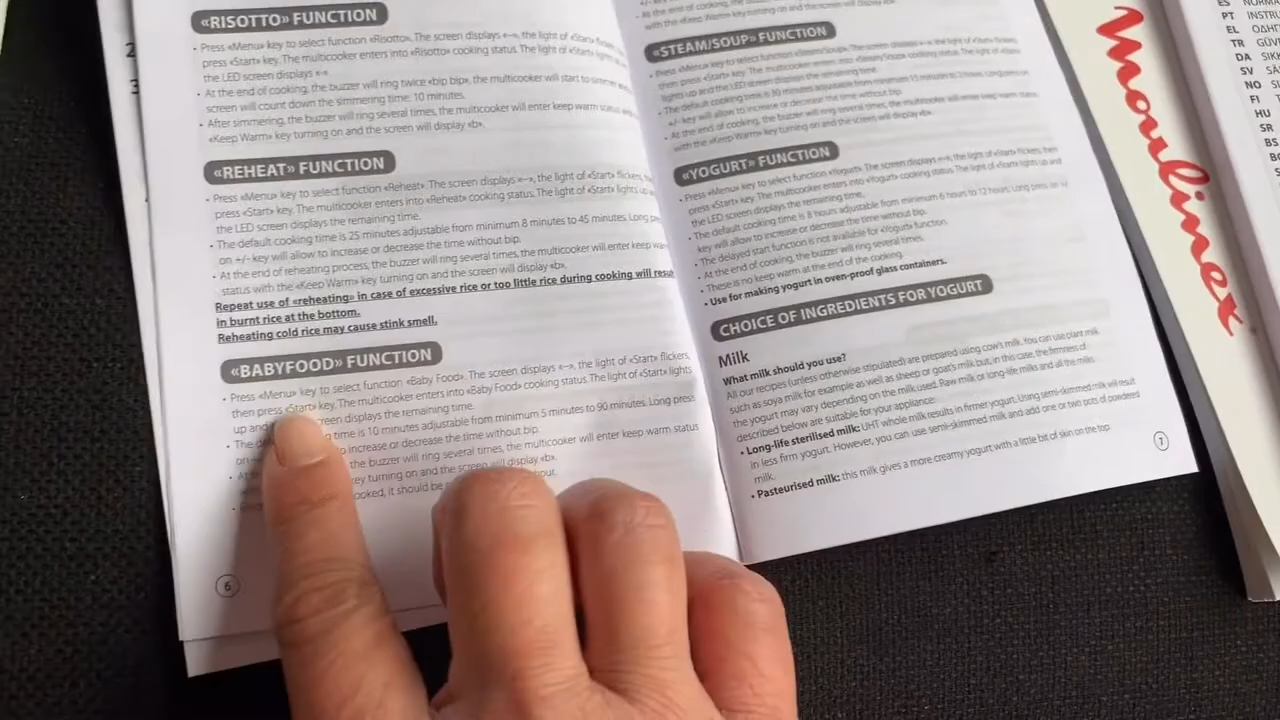 «RISOTTO» FUNCTION
• Press «Menu» key to select function «Risotto». The screen displays «--», the light of «Start»
press «Start» key. The multicooker enters into «Risotto» cooking status. The light of «Start»
the LED screen displays
• At the end of cooking, the buzzer will ring twice «bip bip», the multicooker will start to simmer
screen will count down the simmering time: 10 minutes.
• After simmering, the buzzer will ring several times, the multicooker will enter keep warm
«Keep Warm» key turning on and the screen will display «b».
«REHEAT» FUNCTION
• Press «Menu» key to select function «Reheat». The screen displays «--», the light of «Start» flickers,
press «Start» key. The multicooker enters into «Reheat» cooking status. The light of «Start» lights up
the LED screen displays the remaining time.
• The default cooking time is 25 minutes adjustable from minimum 8 minutes to 45 minutes. Long
on +/- key will allow to increase or decrease the time without bip.
• At the end of reheating process, the buzzer will ring several times, the multicooker will enter keep
status with the «Keep Warm» key turning on and the screen will display «b».
Repeat use of «reheating» in case of excessive rice or too little rice during cooking will
in burnt rice at the bottom.
Reheating cold rice may cause stink smell.
«BABYFOOD» FUNCTION
• Press «Menu» key to select function «Baby Food». The screen displays «--», the light of «Start» flickers,
then press «Start» key. The multicooker enters into «Baby Food» cooking status. The light of «Start» lights
up and screen displays the remaining time.
• The time is 10 minutes adjustable from minimum 5 minutes to 90 minutes. Long press
to increase or decrease the time without bip.
the buzzer will ring several times, the multicooker will enter keep warm status
key turning on and the screen will display «b».
it should be
6
• At the end of cooking, the buzzer will ring several times
with the «Keep Warm» key turning on and the screen will display
«STEAM/SOUP» FUNCTION
• Press «Menu» key to select function «Steam/Soup». The screen displays «--», the light of «Start» flickers,
then press «Start» key. The multicooker enters into «Steam/Soup» cooking status. The light of «Start»
lights up and the LED screen displays the remaining time.
• The default cooking time is 30 minutes adjustable from minimum 15 minutes to 2 hours. Long press on
+/- key will allow to increase or decrease the time without bip.
• At the end of cooking, the buzzer will ring several times, the multicooker will enter keep warm status
with the «Keep Warm» key turning on and the screen will display «b».
«YOGURT» FUNCTION
• Press «Menu» key to select function «Yogurt». The screen displays «--», the light of «Start» flickers, then
press «Start» key. The multicooker enters into «Yogurt» cooking status. The light of «Start» lights up and
the LED screen displays the remaining time.
• The default cooking time is 8 hours adjustable from minimum 6 hours to 12 hours. Long press on +/-
key will allow to increase or decrease the time without bip.
• The delayed start function is not available for «Yogurt» function.
• At the end of cooking, the buzzer will ring several times.
• These is no keep warm at the end of the cooking.
• Use for making yogurt in oven-proof glass containers.
CHOICE OF INGREDIENTS FOR YOGURT
Milk
What milk should you use?
All our recipes (unless otherwise stipulated) are prepared using cow's milk. You can use plant milk
such as soya milk for example as well as sheep or goat's milk but, in this case, the firmness of
the yogurt may vary depending on the milk used. Raw milk or long-life milks and all the milks
described below are suitable for your appliance:
• Long-life sterilised milk: UHT whole milk results in firmer yogurt. Using semi-skimmed milk will result
in less firm yogurt. However, you can use semi-skimmed milk and add one or two pots of powdered
milk.
• Pasteurised milk: this milk gives a more creamy yogurt with a little bit of skin on the top.
7
Moulinex
ES
PT INSTRU
EL ΟΔΗΓ
TR GÜV
DA SIKK
SV
NO
FI
HU
SR
BS
2
3